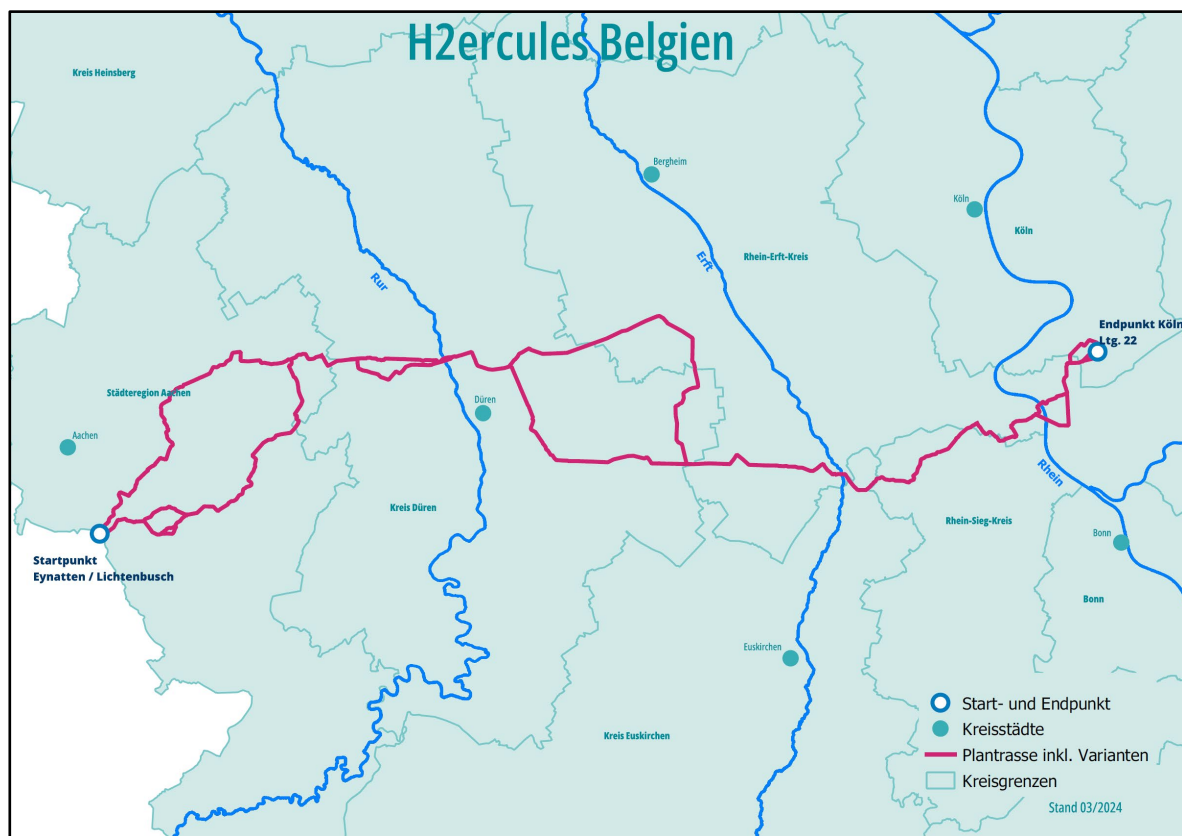 H2ercules Belgien
Kreis Heinsberg
Bergheim
Köln
Köln
Rhein-Erft-Kreis
Erft
Rur
Endpunkt Köln
Ltg. 22
Städteregion Aachen
Düren
Aachen
Rhein
Kreis Düren
Rhein-Sieg-Kreis
Bonn
Startpunkt
Eynatten / Lichtenbusch
Bonn
Euskirchen
Kreis Euskirchen
Start- und Endpunkt
Kreisstädte
Plantrasse inkl. Varianten
Kreisgrenzen
Stand 03/2024